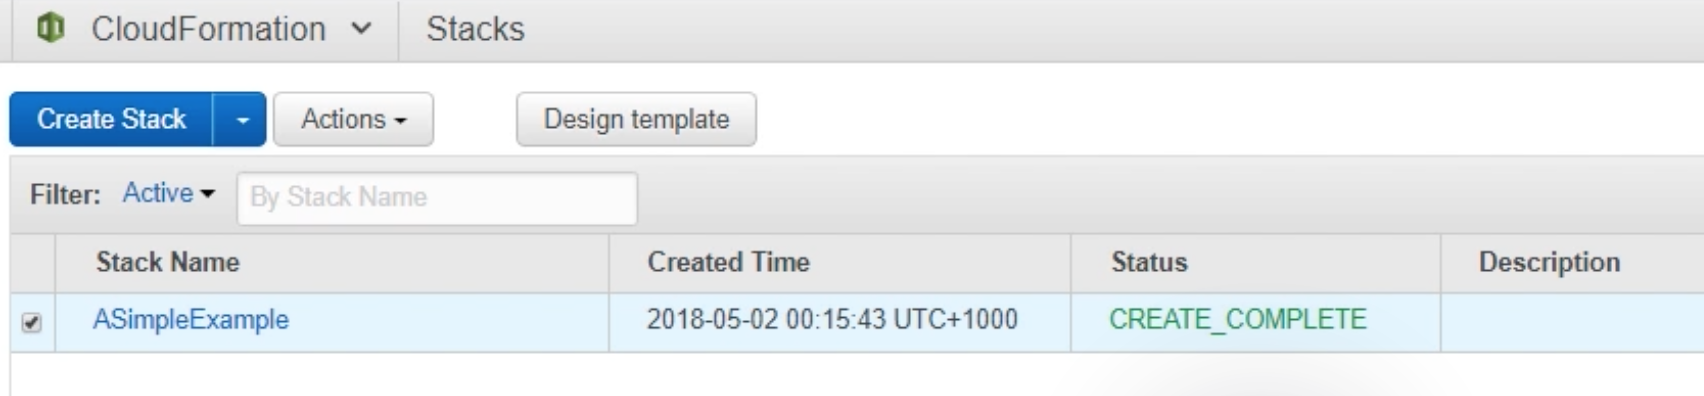 CloudFormation Stacks
Create Stack Actions Design template
Filter: Active By Stack Name
Stack Name Created Time Status Description
ASimpleExample 2018-05-02 00:15:43 UTC+1000 CREATE_COMPLETE